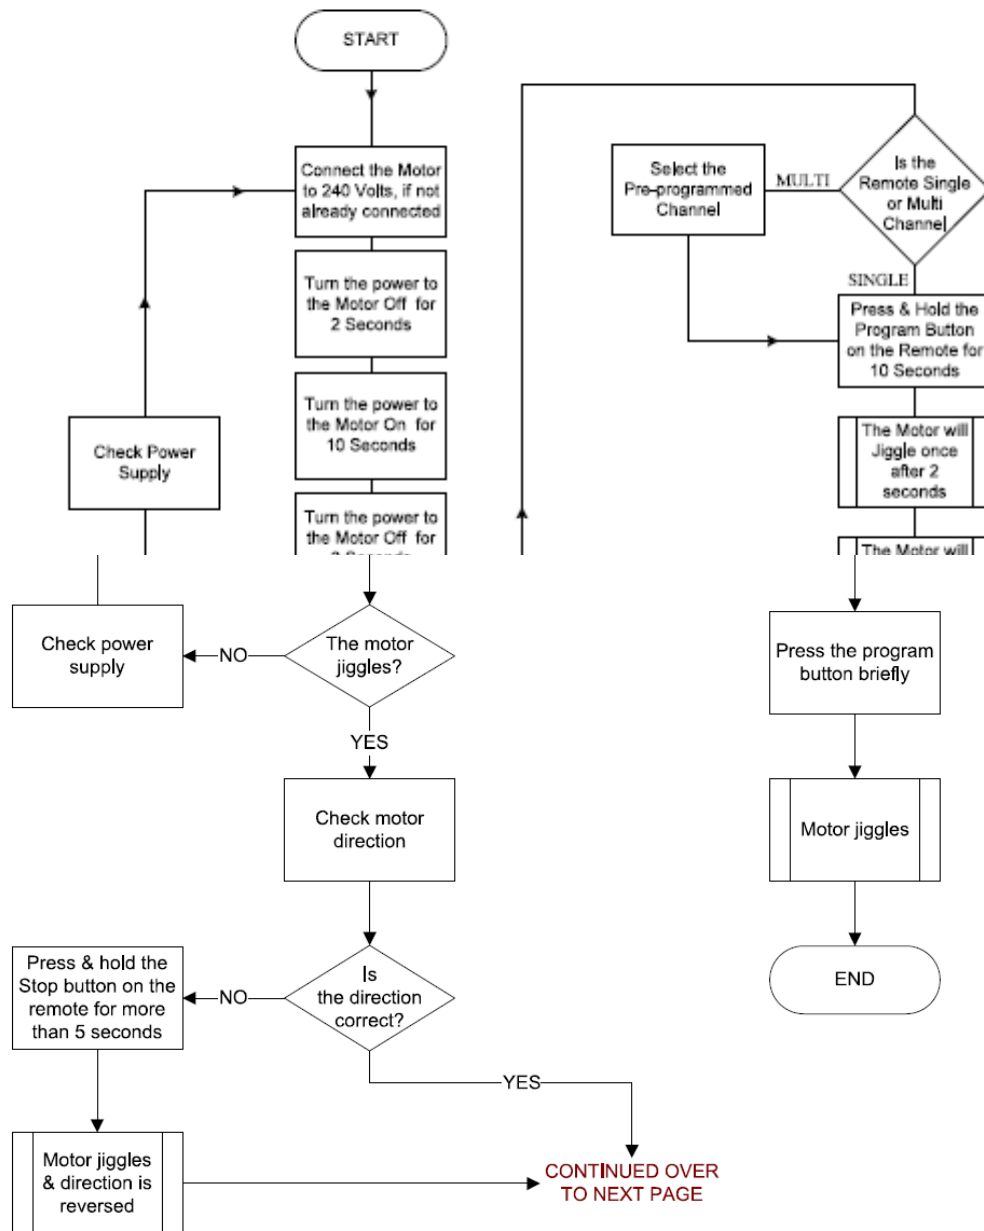 START
Connect the Motor
to 240 Volts, if not
already connected
Turn the power to
the Motor Off for
2 Seconds
Turn the power to
the Motor On for
10 Seconds
Check Power
Supply
Turn the power to
the Motor Off for
Is the
Remote Single
or Multi
Channel
MULTI
Select the
Pre-programmed
Channel
SINGLE
Press & Hold the
Program Button
on the Remote for
10 Seconds
The Motor will
Jiggle once
after 2
seconds
The Motor will
The motor
jiggles?
NO
Check power
supply
YES
Check motor
direction
Is
the direction
correct?
NO
Press & hold the
Stop button on the
remote for more
than 5 seconds
YES
Motor jiggles
& direction is
reversed
CONTINUED OVER
TO NEXT PAGE
Press the program
button briefly
Motor jiggles
END